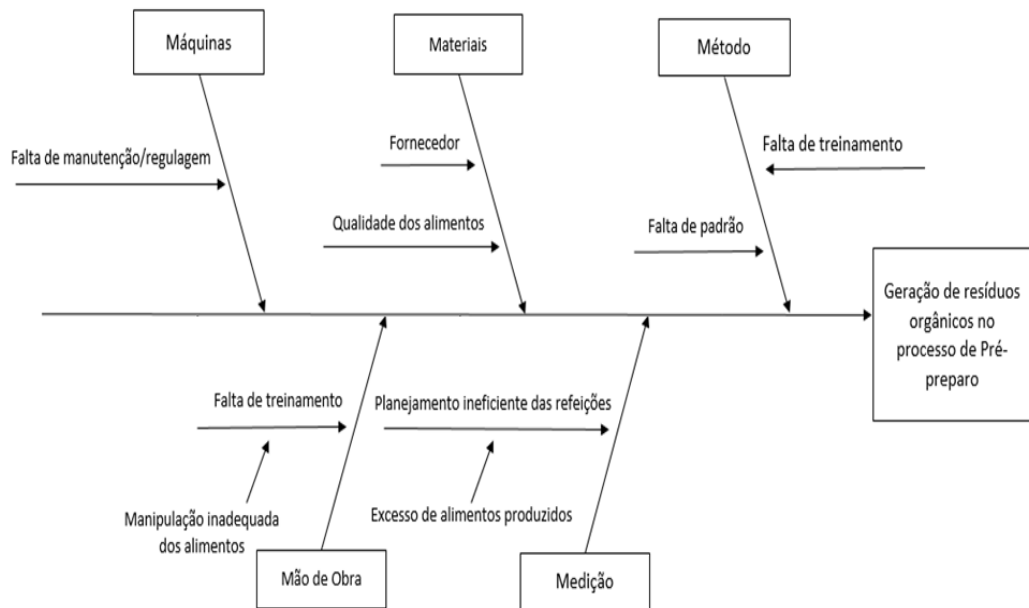 Máquinas
Materiais
Método
Fornecedor
Falta de treinamento
Falta de manutenção/regulagem
Qualidade dos alimentos
Falta de padrão
Geração de resíduos
orgânicos no
processo de Pré-
preparo
Falta de treinamento
Planejamento ineficiente das refeições
Manipulação inadequada
dos alimentos
Excesso de alimentos produzidos
Mão de Obra
Medição